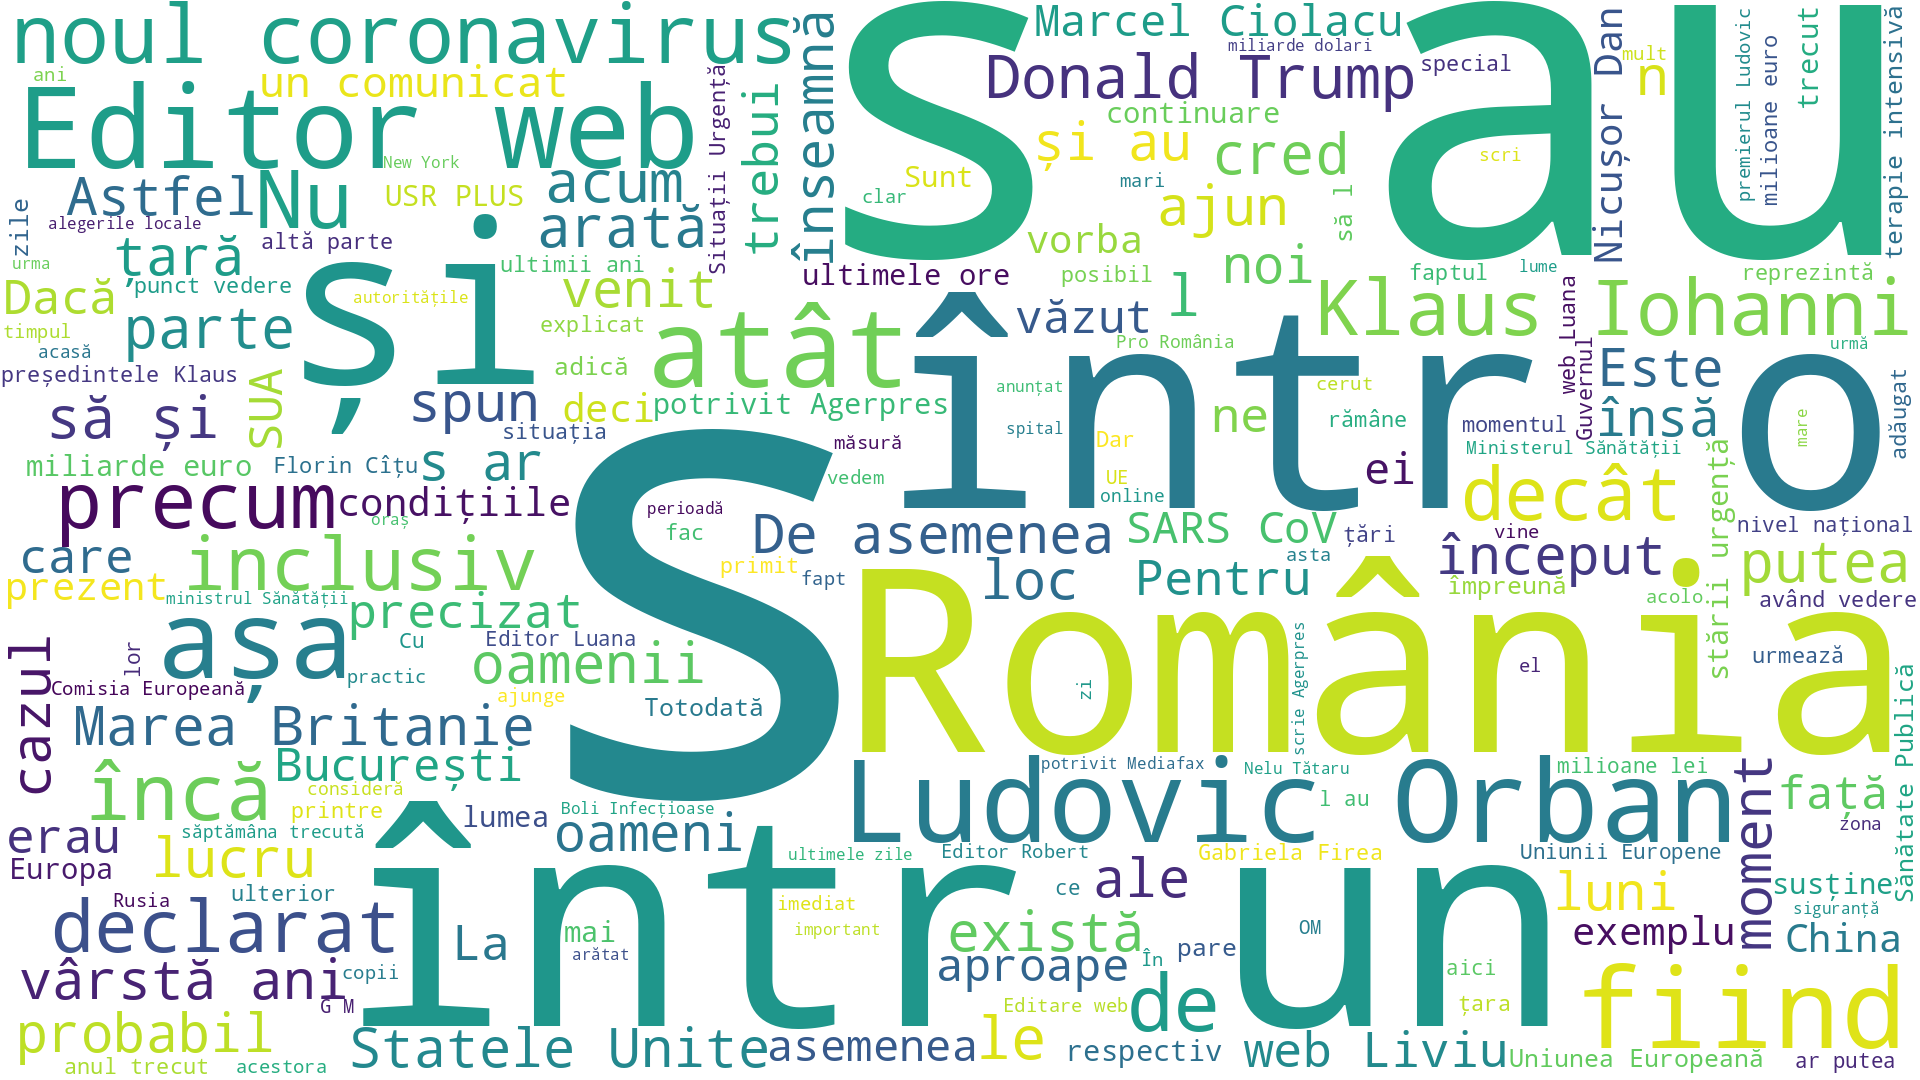 noul coronavirus
s au
Marcel Ciolacu
miliarde dolari
Nicușor Dan
mult
n
premierul Ludovic
milioane euro
trecut
terapie intensivă
ani
un comunicat
Situații Urgență
trebui
înseamnă
Donald Trump
special
continuare
Editor web
New York
și au
cred
scri
Astfel
Nu
USR PLUS
acum
Sunt
clar
mari
ajun
să l
zile
alegerile locale
altă parte
arată
vorba
noi
țară
și
ultimii ani
ultimele ore
posibil
l
faptul
lume
reprezintă
urma
punct vedere
Dacă
autoritățile
venit
văzut
Klaus Iohanni
timpul
parte
explicat
atât
într o
Pro România
web Luana
Guvernul
urmă
acasă
adică
președintele Klaus
SUA
anunțat
cerut
Este
adăugat
să și
spun
deci
potrivit Agerpres
ne
rămâne
momentul
însă
mare
situația
s ar
măsură
spital
Dar
Ministerul Sănătății
miliarde euro
Florin Cîțu
vedem
UE
ei
stării urgență
precum
condițiile
perioadă
online
decât
oraș
fac
De asemenea
SARS CoV
țări
vine
nivel național
care
inclusiv
primit
asta
început
putea
prezent
fapt
loc
Pentru
împreună
ministrul Sănătății
precizat
S
România
acolo
având vedere
cazul
lor
așa
Cu
Editor Luana
oamenii
scrie Agerpres
el
urmează
Comisia Europeană
practic
ajunge
zi
Sănătate Publică
Marea Britanie
Totodată
București
potrivit Mediafax
Nelu Tătaru
milioane lei
moment
încă
consideră
printre
lumea
Boli Infecțioase
Ludovic Orban
l au
față
erau
săptămâna trecută
oameni
zona
Europa
lucru
ultimele zile
Editor Robert
Gabriela Firea
Uniunii Europene
Rusia
ulterior
într un
ce
ale
luni
susține
siguranță
declarat
La
mai
imediat
important
există
OM
exemplu
China
arătat
În
pare
vârstă ani
copii
aproape
aici
G M
Editare web
de
țara
fiind
probabil
Statele Unite
asemenea
le
respectiv
web Liviu
Uniunea Europeană
ar putea
anul trecut
acestora